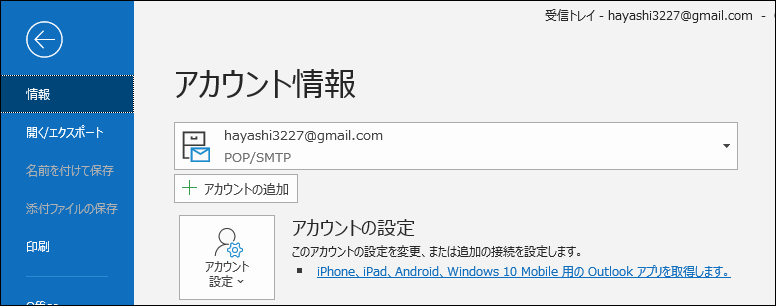 受信トレイ - hayashi3227@gmail.com -
アカウント情報
情報
開く/エクスポート
hayashi3227@gmail.com
POP/SMTP
名前を付けて保存
アカウントの追加
添付ファイルの保存
アカウントの設定
印刷
このアカウントの設定を変更、または追加の接続を設定します。
アカウント
設定
iPhone、iPad、Android、Windows 10 Mobile 用の Outlook アプリを取得します。